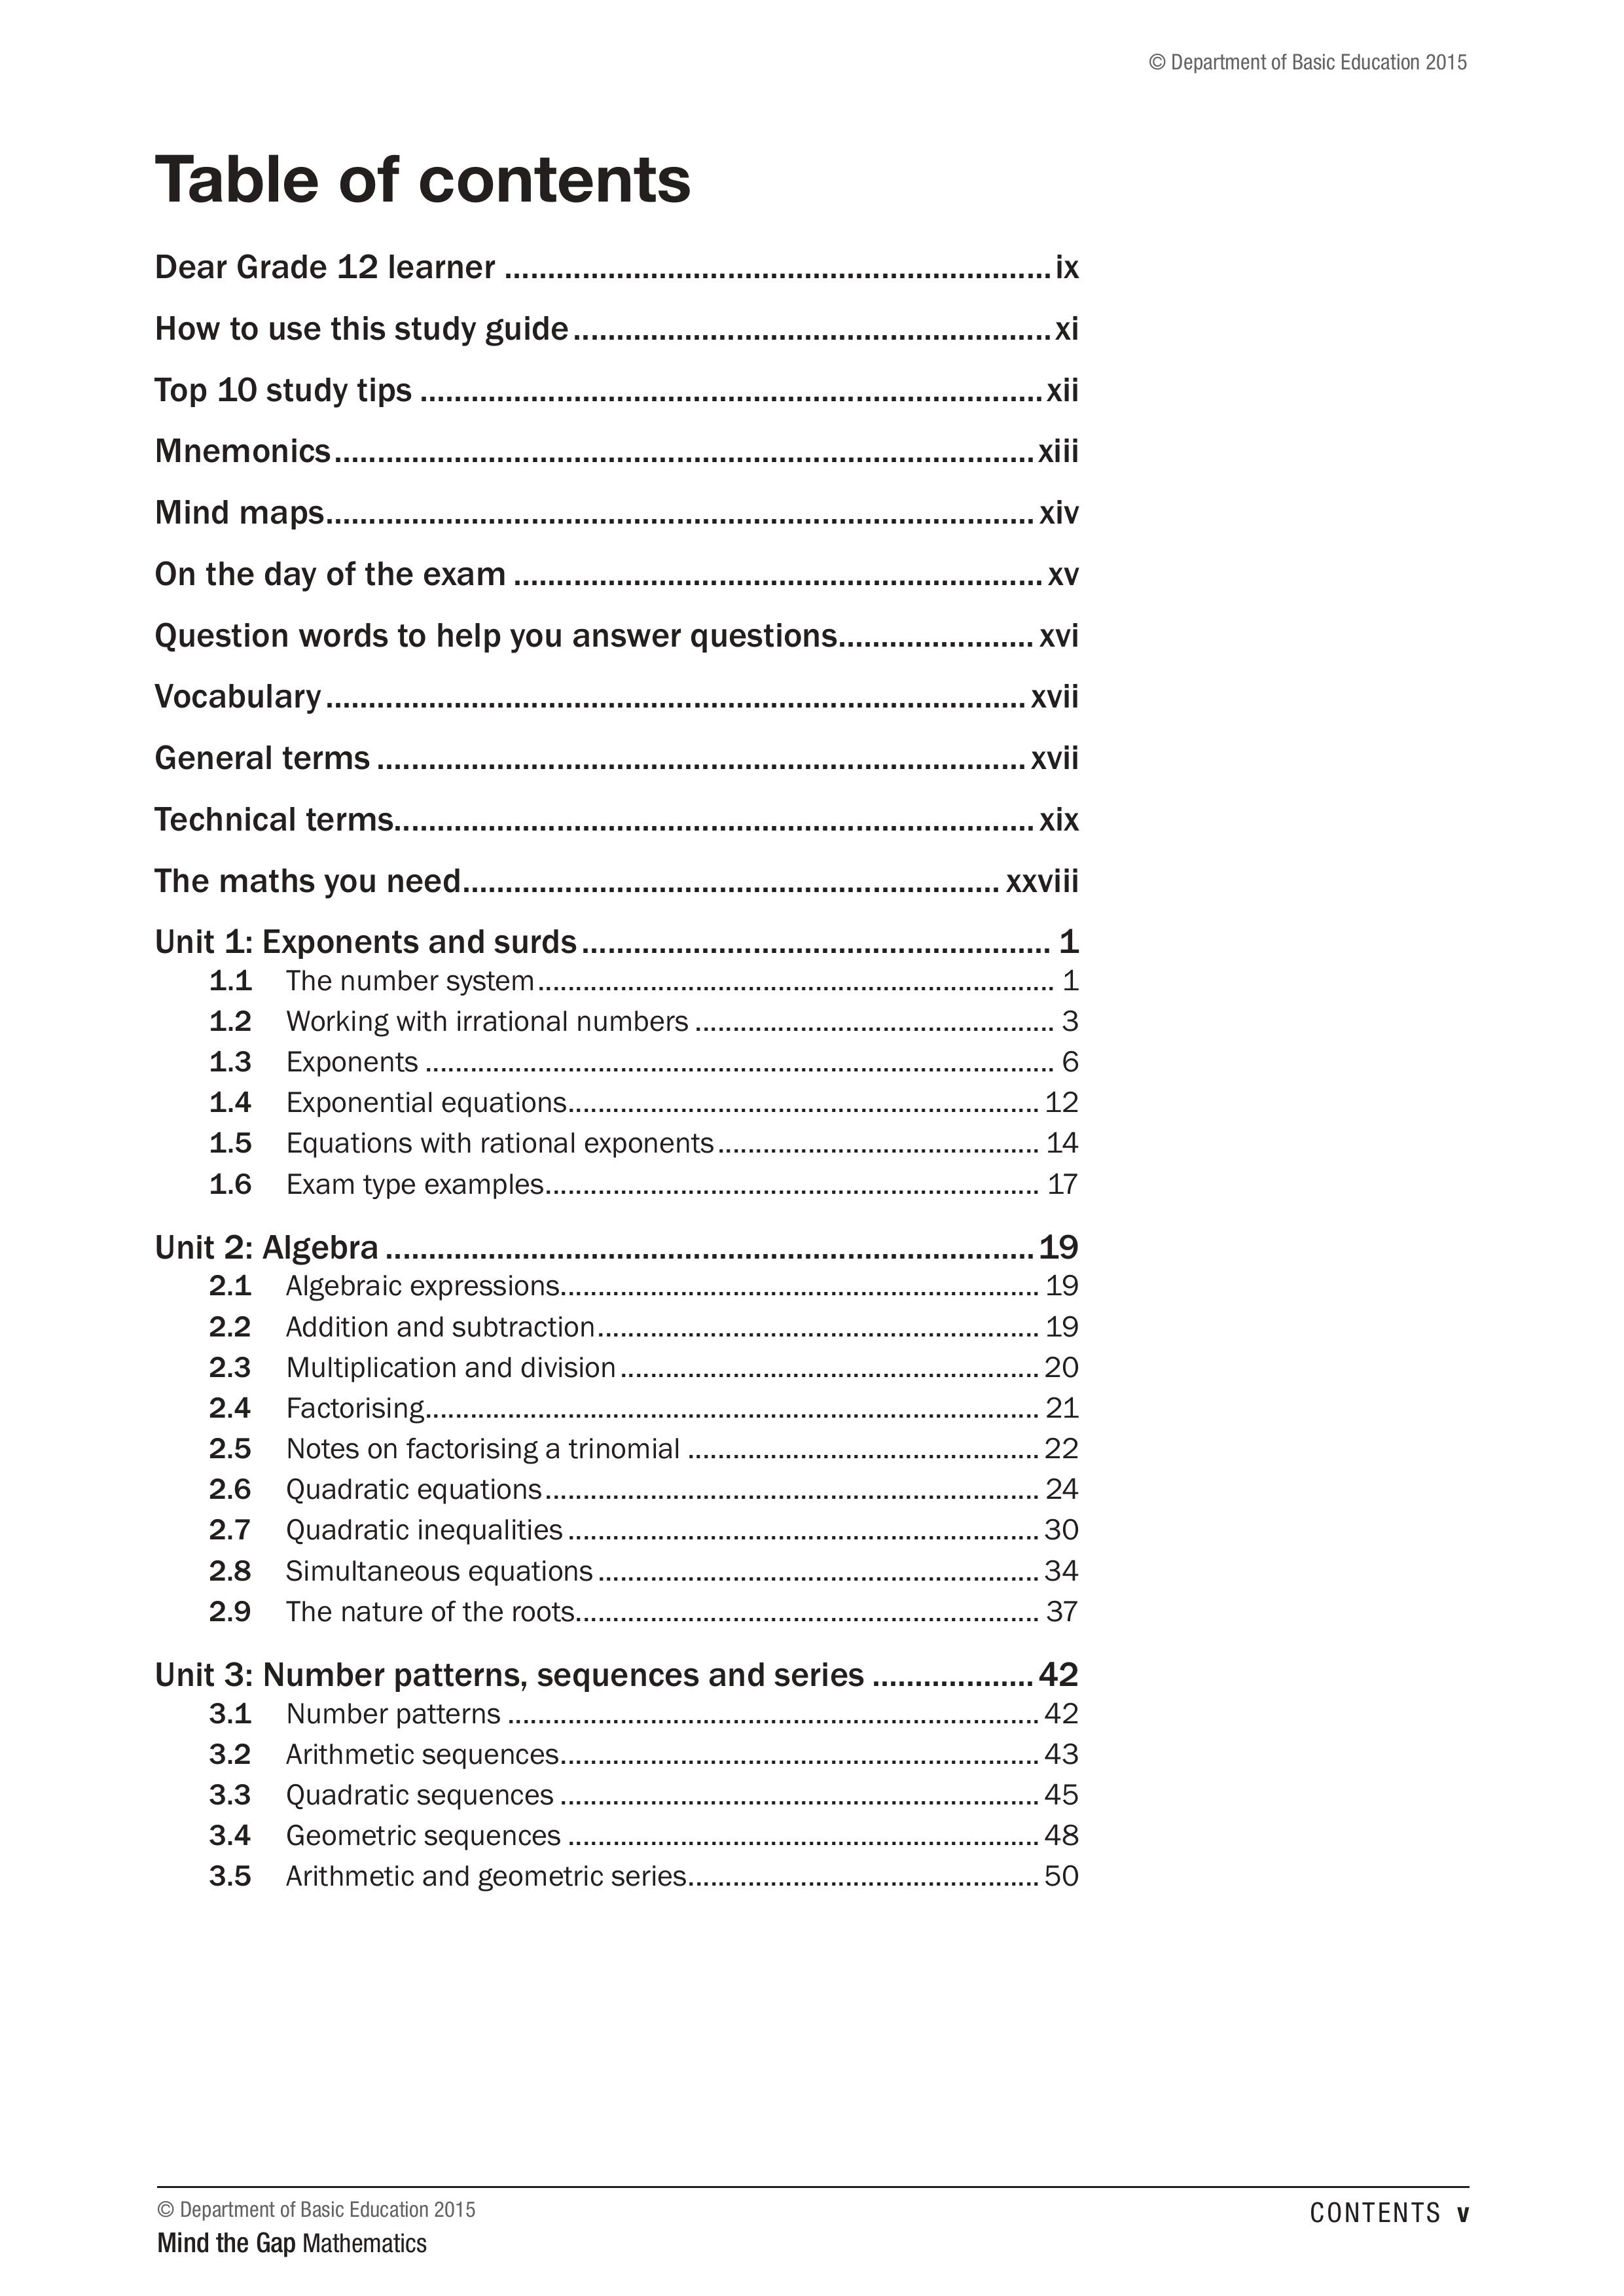 © Department of Basic Education 2015
Table of contents
Dear Grade 12 learner ................................................................ ix
How to use this study guide ........................................................ xi
Top 10 study tips ......................................................................... xii
Mnemonics .................................................................................. xiii
Mind maps................................................................................... xiv
On the day of the exam .............................................................. xv
Question words to help you answer questions....................... xvi
Vocabulary .................................................................................. xvii
General terms ............................................................................ xvii
Technical terms........................................................................... xix
The maths you need............................................................... xxviii
Unit 1: Exponents and surds ....................................................... 1
1.1 The number system ..................................................................... 1
1.2 Working with irrational numbers ................................................ 3
1.3 Exponents .................................................................................... 6
1.4 Exponential equations............................................................... 12
1.5 Equations with rational exponents ........................................... 14
1.6 Exam type examples.................................................................. 17
Unit 2: Algebra ............................................................................ 19
2.1 Algebraic expressions................................................................ 19
2.2 Addition and subtraction ........................................................... 19
2.3 Multiplication and division ........................................................ 20
2.4 Factorising.................................................................................. 21
2.5 Notes on factorising a trinomial ............................................... 22
2.6 Quadratic equations .................................................................. 24
2.7 Quadratic inequalities ............................................................... 30
2.8 Simultaneous equations ........................................................... 34
2.9 The nature of the roots.............................................................. 37
Unit 3: Number patterns, sequences and series ................... 42
3.1 Number patterns ....................................................................... 42
3.2 Arithmetic sequences................................................................ 43
3.3 Quadratic sequences ................................................................ 45
3.4 Geometric sequences ............................................................... 48
3.5 Arithmetic and geometric series............................................... 50
© Department of Basic Education 2015
CONTENTS v
Mind the Gap Mathematics